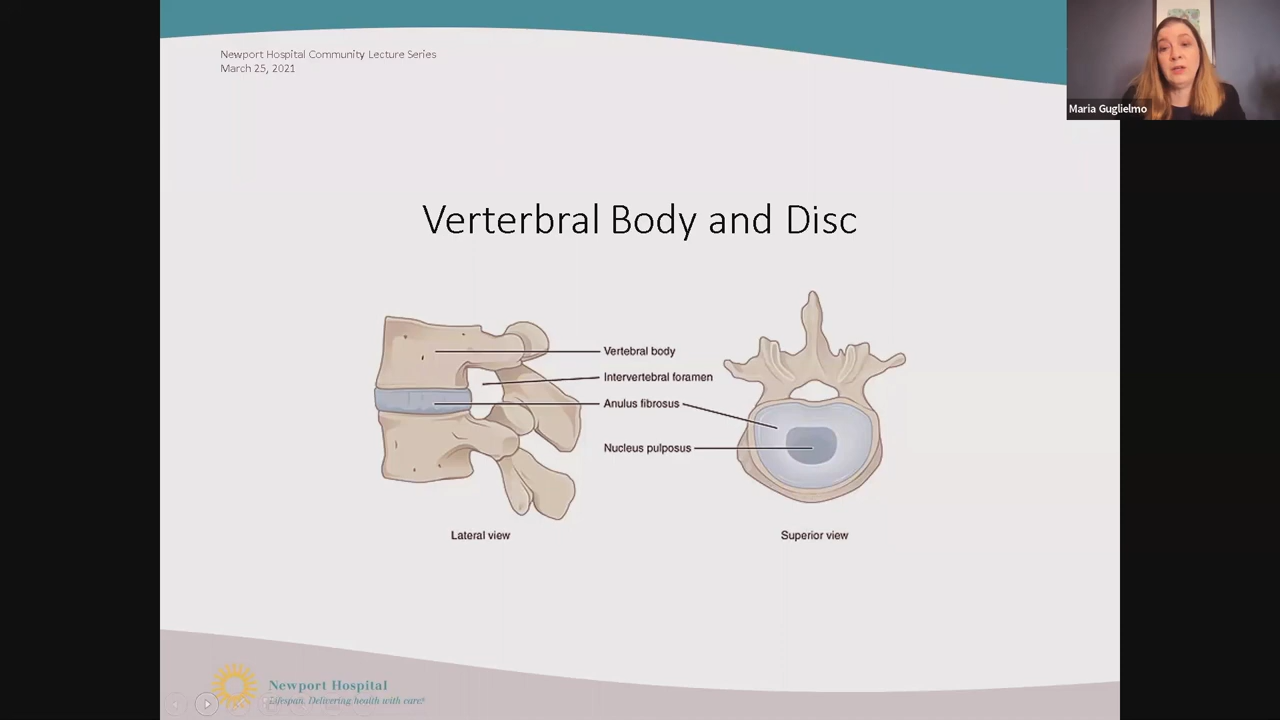 Newport Hospital Community Lecture Series
March 25, 2021
Maria Guglielmo
Verterbral Body and Disc
Vertebral body
Intervertebral foramen
Anulus fibrosus
Nucleus pulposus
Lateral view
Superior view
Newport Hospital
Lifespan. Delivering health with care.®